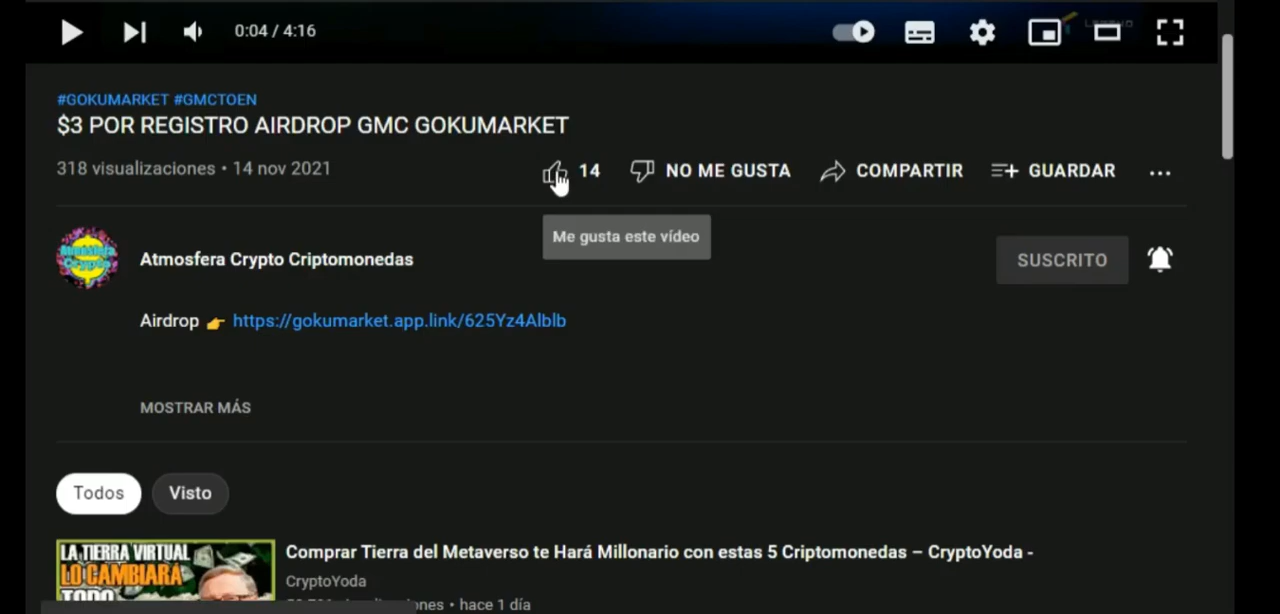 0:04 / 4:16
#GOKUMARKET #GMCTOEN
$3 POR REGISTRO AIRDROP GMC GOKUMARKET
318 visualizaciones • 14 nov 2021
14 NO ME GUSTA COMPARTIR GUARDAR ...
Me gusta este vídeo
Atmosfera Crypto Criptomonedas
SUSCRITO
Airdrop 👉 https://gokumarket.app.link/625Yz4Alblb
MOSTRAR MÁS
Todos Visto
LA TIERRA VIRTUAL
LO CAMBIARÁ
TODO
Comprar Tierra del Metaverso te Hará Millonario con estas 5 Criptomonedas – CryptoYoda -
CryptoYoda
• hace 1 día